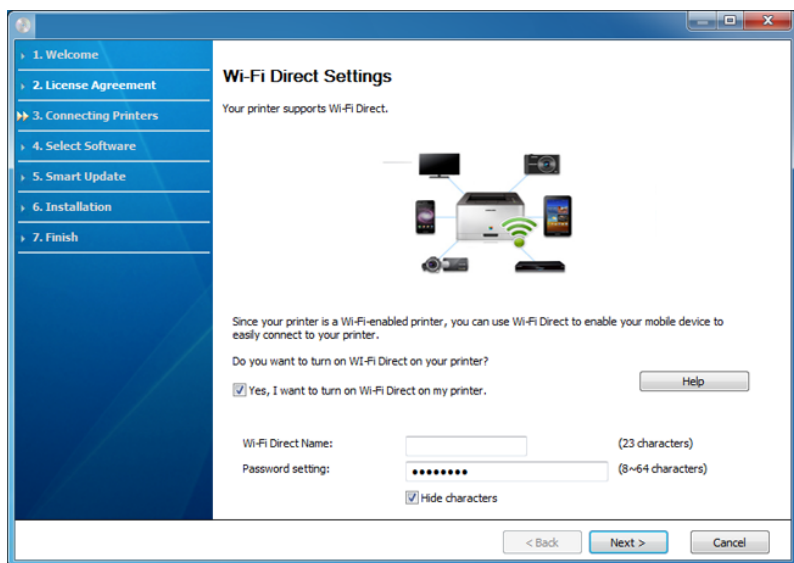 1. Welcome
2. License Agreement
3. Connecting Printers
4. Select Software
5. Smart Update
6. Installation
7. Finish
Wi-Fi Direct Settings
Your printer supports Wi-Fi Direct.
Since your printer is a Wi-Fi-enabled printer, you can use Wi-Fi Direct to enable your mobile device to
easily connect to your printer.
Do you want to turn on WI-Fi Direct on your printer?
Yes, I want to turn on Wi-Fi Direct on my printer.
Help
Wi-Fi Direct Name:
(23 characters)
Password setting:
••••••••
(8~64 characters)
Hide characters
< Back
Next >
Cancel